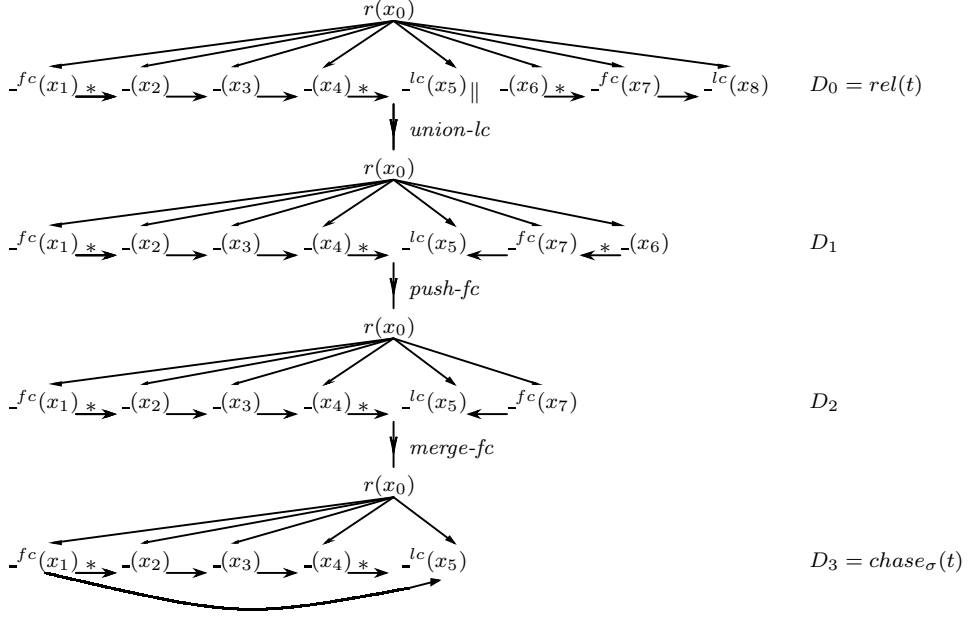 r(x₀)
_ᶠᶜ(x₁) * _(x₂) _(x₃) _(x₄) * _ˡᶜ(x₅) || _(x₆) * _ᶠᶜ(x₇) _ˡᶜ(x₈) D₀ = rel(t)
union-lc
r(x₀)
_ᶠᶜ(x₁) * _(x₂) _(x₃) _(x₄) * _ˡᶜ(x₅) _ᶠᶜ(x₇) * _(x₆) D₁
push-fc
r(x₀)
_ᶠᶜ(x₁) * _(x₂) _(x₃) _(x₄) * _ˡᶜ(x₅) _ᶠᶜ(x₇) D₂
merge-fc
r(x₀)
_ᶠᶜ(x₁) * _(x₂) _(x₃) _(x₄) * _ˡᶜ(x₅) D₃ = chase_σ(t)